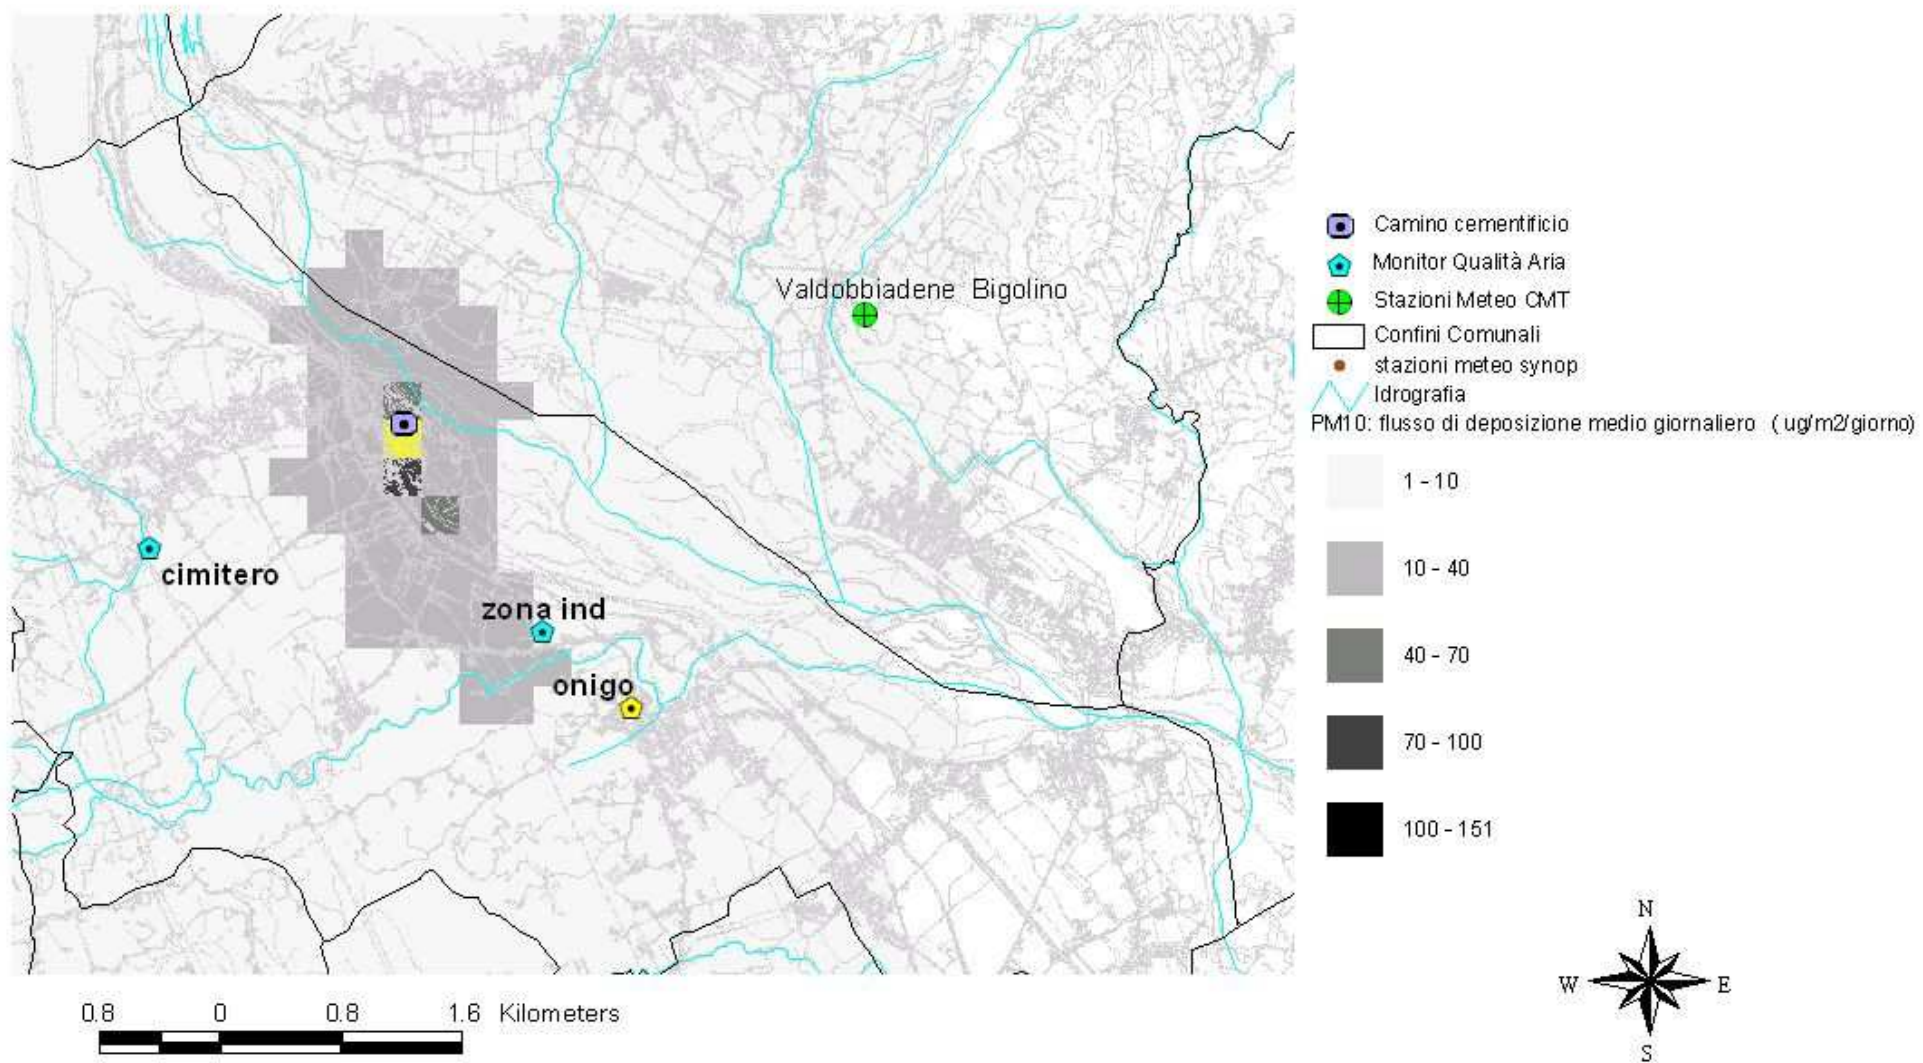 Valdobbiadene Bigolino
cimitero
zona ind
onigo
Camino cementificio
Monitor Qualità Aria
Stazioni Meteo CMT
Confini Comunali
stazioni meteo synop
Idrografia
PM10: flusso di deposizione medio giornaliero ( ug/m2/giorno)
1 - 10
10 - 40
40 - 70
70 - 100
100 - 151
N
W E
S
0.8 0 0.8 1.6 Kilometers